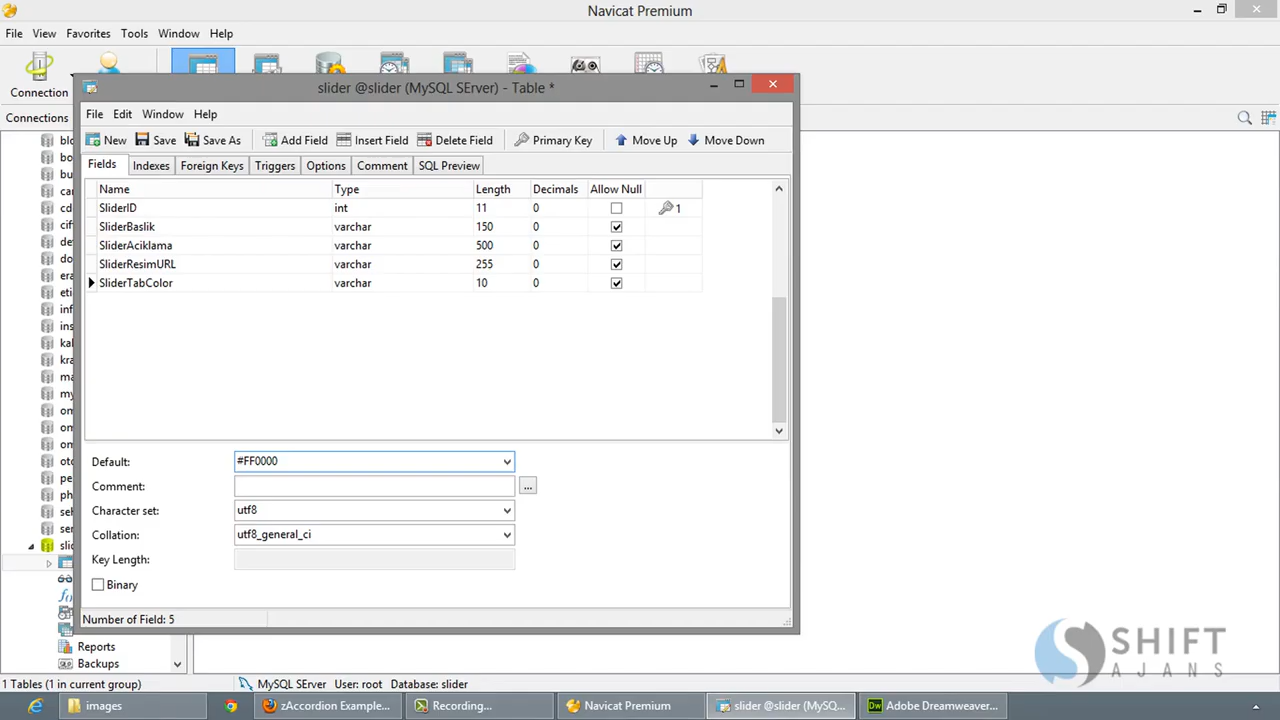 Navicat Premium
File View Favorites Tools Window Help
Connection
Connections
slider @slider (MySQL SErver) - Table *
File Edit Window Help
New Save Save As Add Field Insert Field Delete Field Primary Key Move Up Move Down
Fields Indexes Foreign Keys Triggers Options Comment SQL Preview
Name Type Length Decimals Allow Null
SliderID int 11 0 1
SliderBaslik varchar 150 0
SliderAciklama varchar 500 0
SliderResimURL varchar 255 0
SliderTabColor varchar 10 0
Default: #FF0000
Comment: ...
Character set: utf8
Collation: utf8_general_ci
Key Length:
Binary
Number of Field: 5
Reports
Backups
SHIFT
AJANS
1 Tables (1 in current group) MySQL SErver User: root Database: slider
images zAccordion Example... Recording... Navicat Premium slider @slider (MySQ... Adobe Dreamweaver...